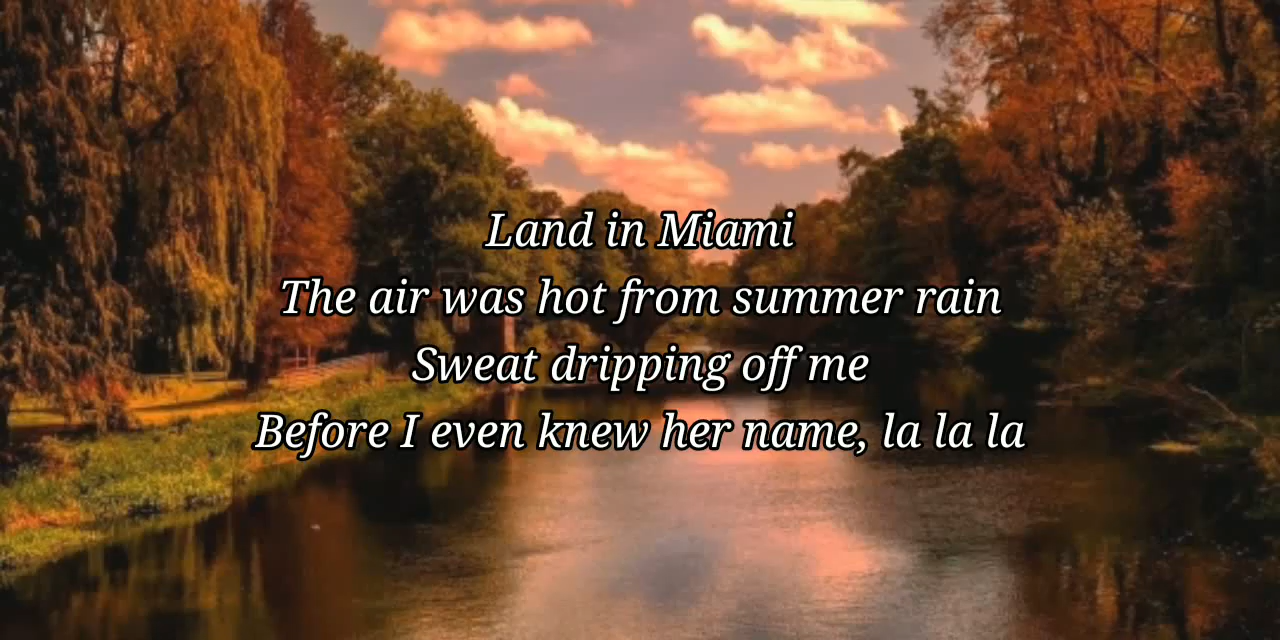 Land in Miami
The air was hot from summer rain
Sweat dripping off me
Before I even knew her name, la la la